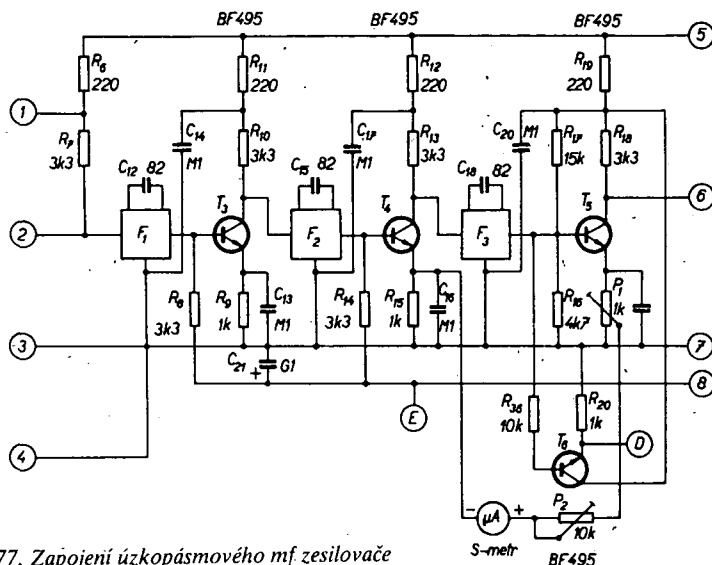 BF495 BF495 BF495
5
R6 220
R11 220
R12 220
R19 220
1
R7 3k3
C14 M1
R10 3k3
C17 M1
R13 3k3
C20 M1
R17 15k
R18 3k3
C12 82
C15 82
C18 82
T3
T4
T5
6
2
F1
F2
F3
R8 3k3
R9 1k
C13 M1
R14 3k3
R15 1k
C16 M1
R16 4k7
P1 1k
3
7
C21 + G1
8
E
R36 10k
R20 1k
4
T6
D
- µA +
P2 10k
S-metr
BF495
77. Zapojení úzkopásmového mf zesilovače